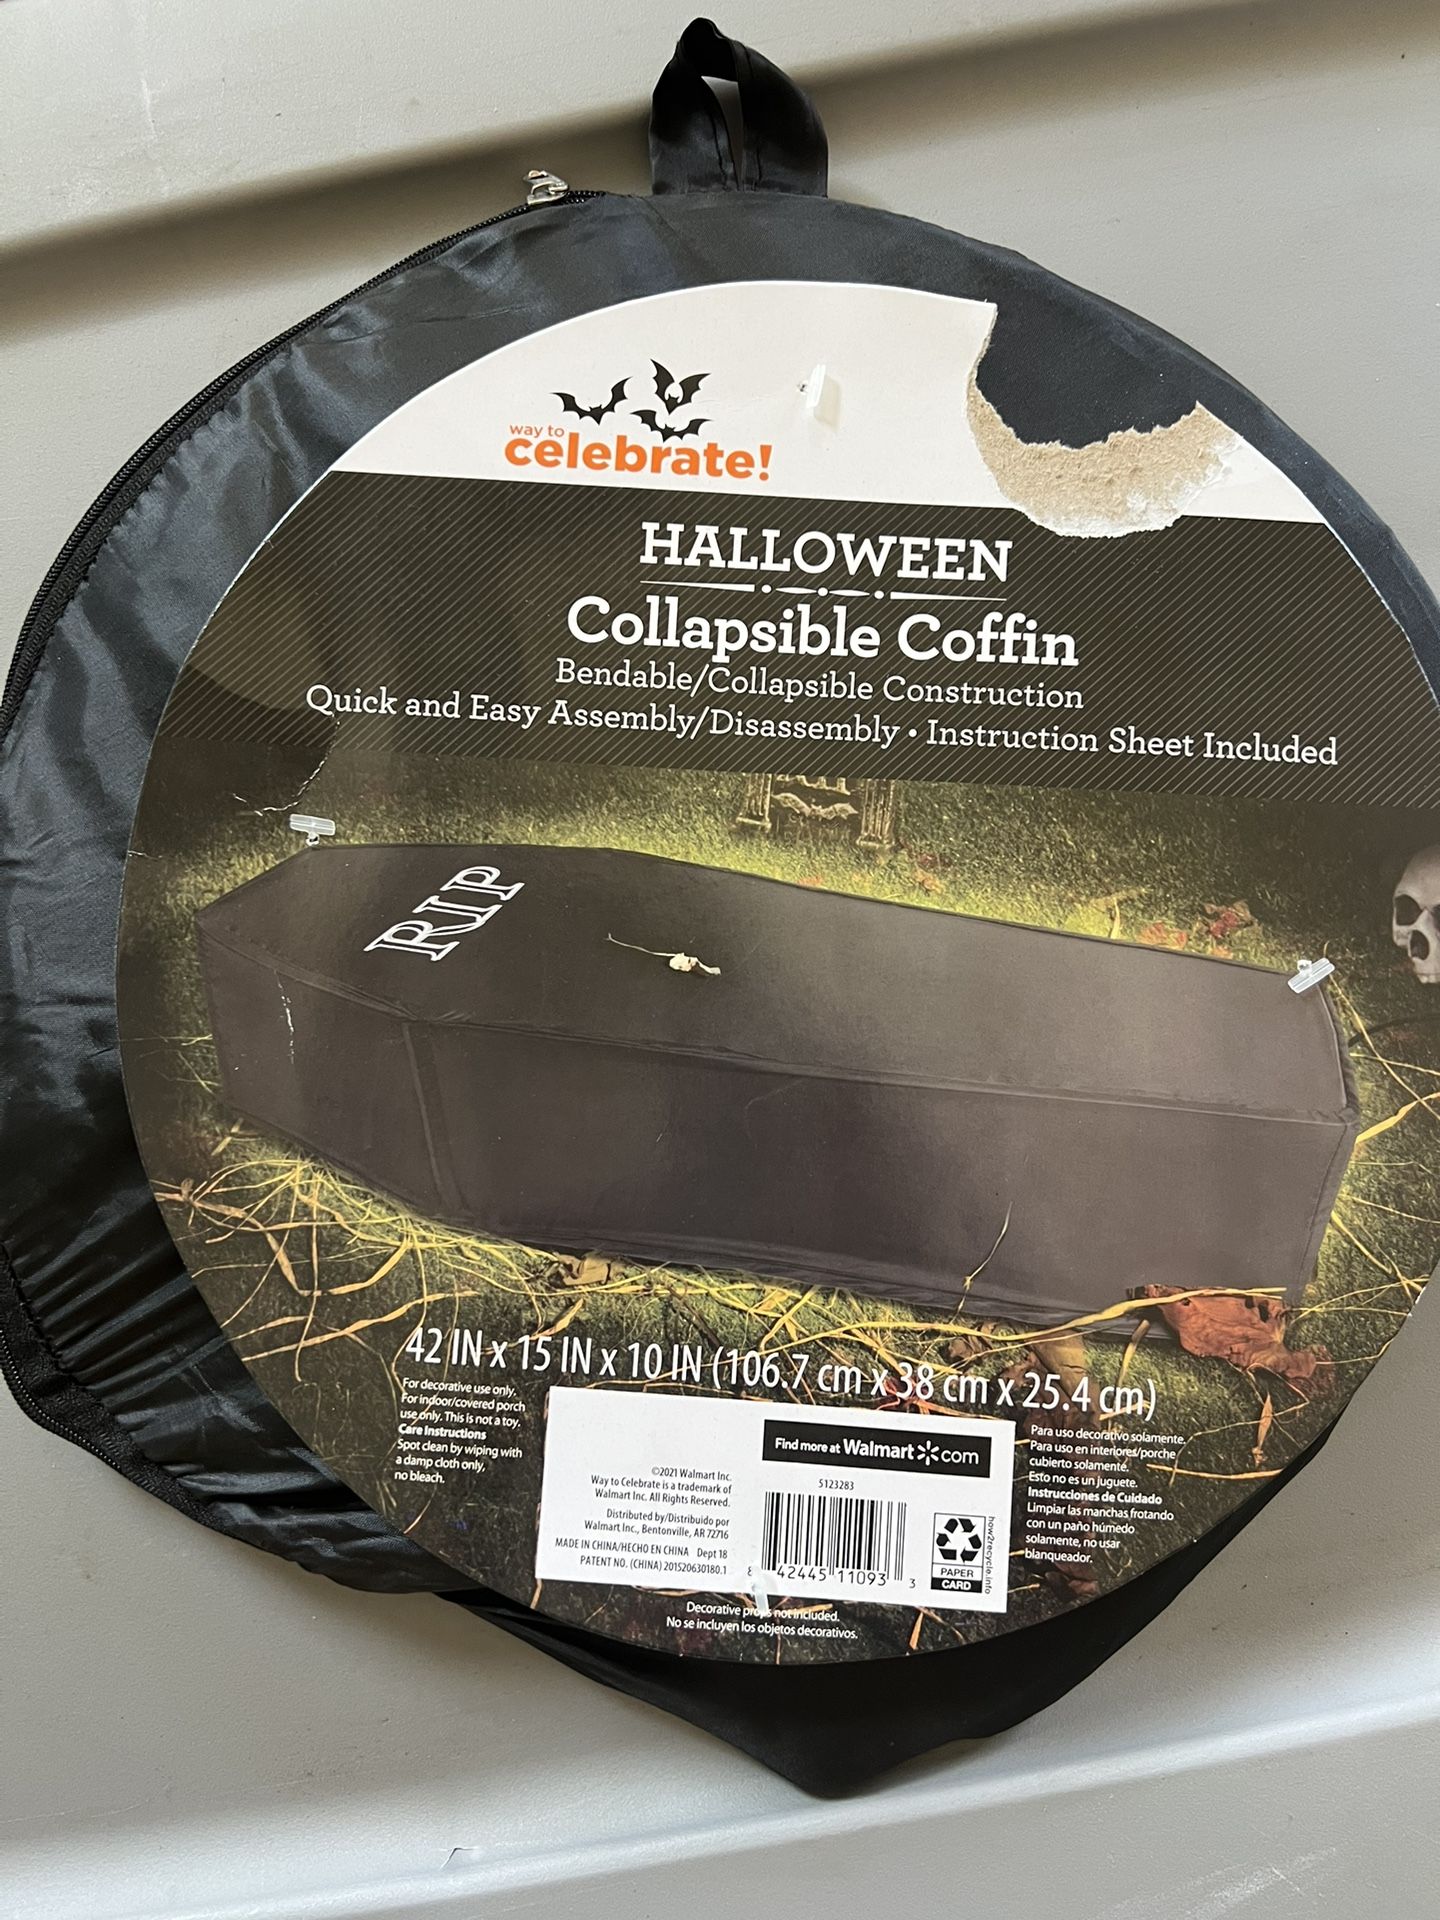 way to
celebrate!
HALLOWEEN
Collapsible Coffin
Bendable/Collapsible Construction
Quick and Easy Assembly/Disassembly • Instruction Sheet Included
RIP
42 IN x 15 IN x 10 IN (106.7 cm x 38 cm x 25.4 cm)
For decorative use only.
For indoor/covered porch
use only. This is not a toy.
Care Instructions
Spot clean by wiping with
a damp cloth only,
no bleach.
©2021 Walmart Inc.
Way to Celebrate is a trademark of
Walmart Inc. All Rights Reserved.
Distributed by/Distribuido por
Walmart Inc., Bentonville, AR 72716
MADE IN CHINA/HECHO EN CHINA Dept 18
PATENT NO. (CHINA) 201520630180.1
Find more at Walmart.com
5123283
8 42445 11093 3
how2recycle.info
PAPER
CARD
Para uso decorativo solamente.
Para uso en interiores/porche
cubierto solamente.
Esto no es un juguete.
Instrucciones de Cuidado
Limpiar las manchas frotando
con un paño húmedo
solamente, no usar
blanqueador.
Decorative props not included.
No se incluyen los objetos decorativos.